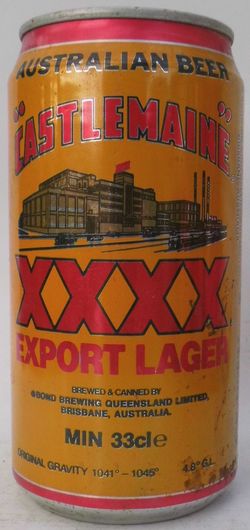 AUSTRALIAN BEER
"CASTLEMAINE"
XXXX
EXPORT LAGER
BREWED & CANNED BY
BOND BREWING QUEENSLAND LIMITED,
BRISBANE, AUSTRALIA.
MIN 33cl e
ORIGINAL GRAVITY 1041° – 1045° 4.8° G.L.